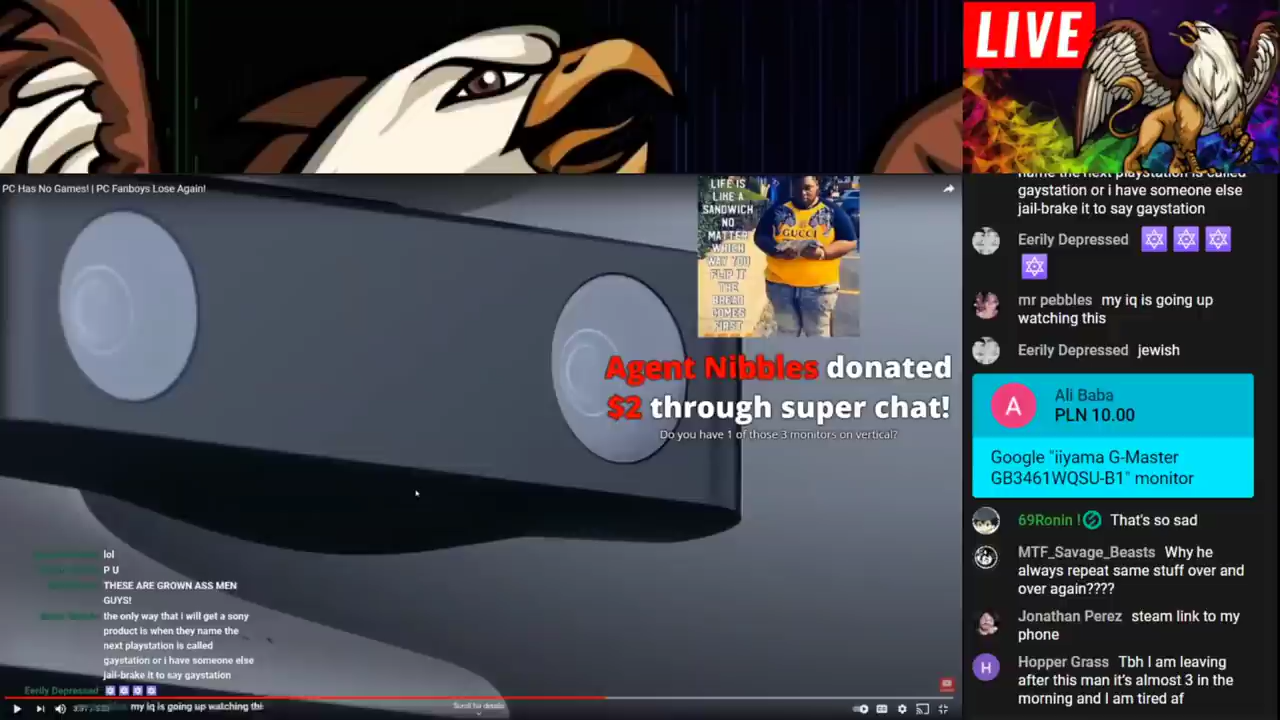 LIVE
PC Has No Games! | PC Fanboys Lose Again!
LIFE IS
LIKE A
SANDWICH
NO
MATTER
WHICH
WAY YOU
FLIP IT
THE
BREAD
COMES
FIRST
GUCCI
Agent Nibbles donated
$2 through super chat!
Do you have 1 of those 3 monitors on vertical?
lol
P U
THESE ARE GROWN ASS MEN
GUYS!
the only way that i will get a sony
product is when they name the
next playstation is called
gaystation or i have someone else
jail-brake it to say gaystation
Eerily Depressed
my iq is going up watching this
Scroll for details
name the next playstation is called
gaystation or i have someone else
jail-brake it to say gaystation
Eerily Depressed
mr pebbles my iq is going up
watching this
Eerily Depressed jewish
A
Ali Baba
PLN 10.00
Google "iiyama G-Master
GB3461WQSU-B1" monitor
69Ronin ! That's so sad
MTF_Savage_Beasts Why he
always repeat same stuff over and
over again????
Jonathan Perez steam link to my
phone
H
Hopper Grass Tbh I am leaving
after this man it's almost 3 in the
morning and I am tired af